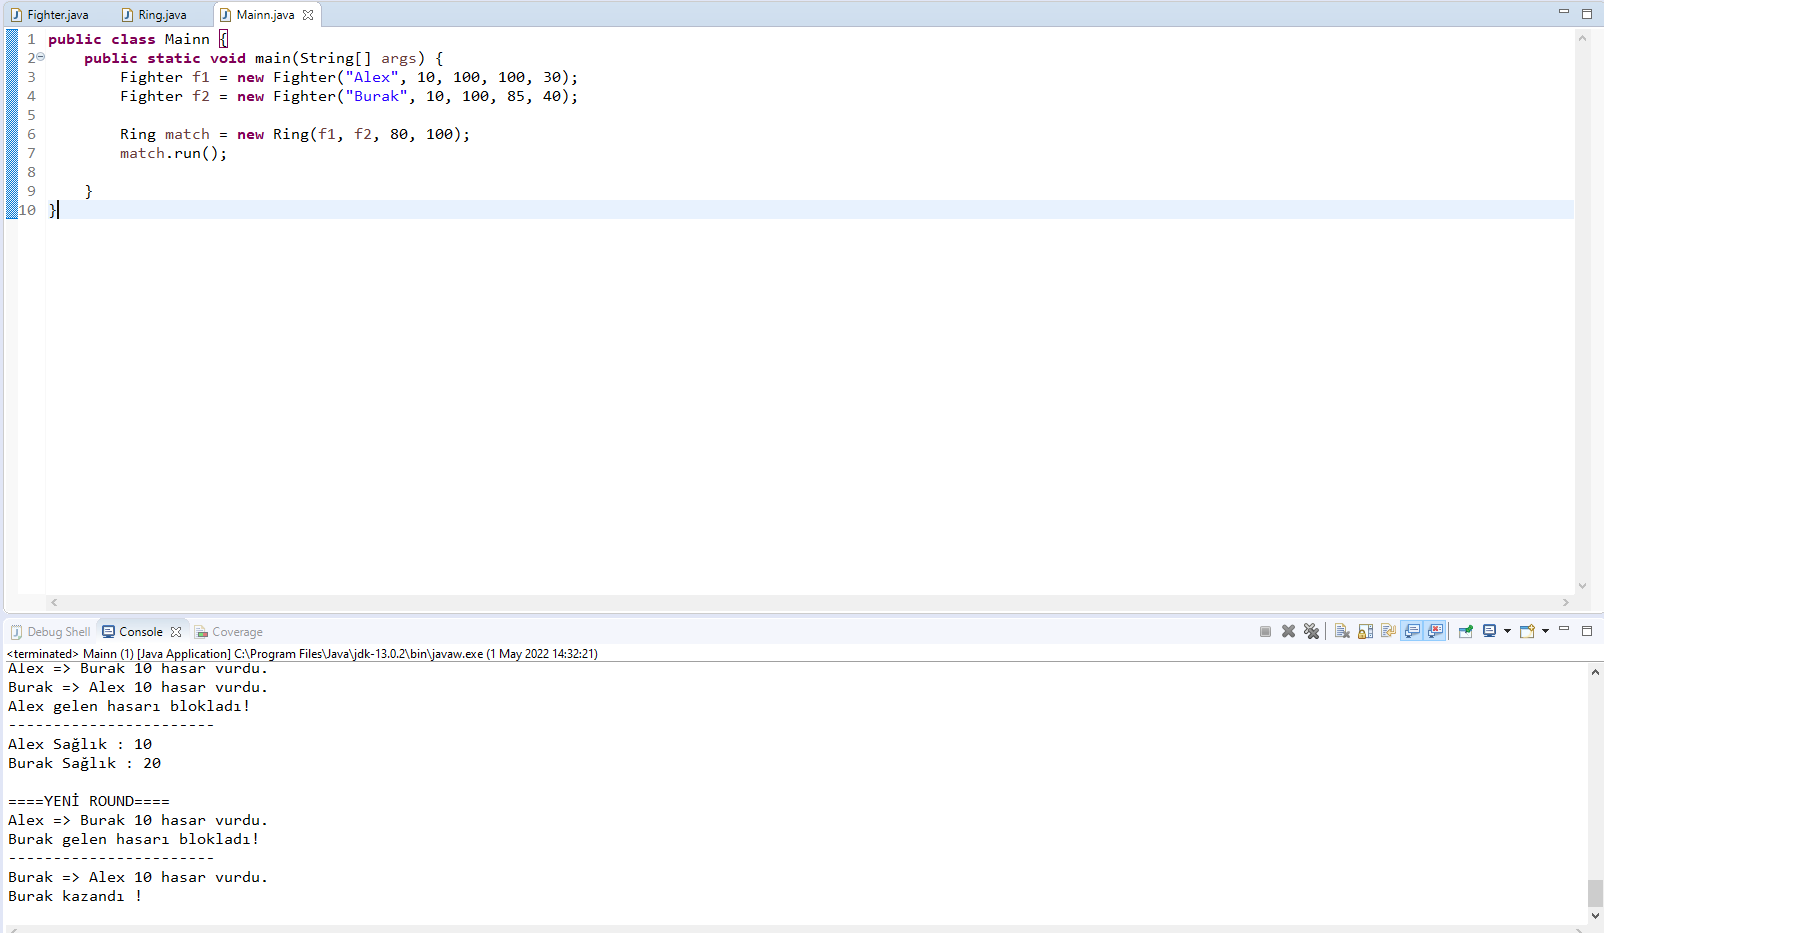 Fighter.java Ring.java Mainn.java
1 public class Mainn {
2 public static void main(String[] args) {
3 Fighter f1 = new Fighter("Alex", 10, 100, 100, 30);
4 Fighter f2 = new Fighter("Burak", 10, 100, 85, 40);
5
6 Ring match = new Ring(f1, f2, 80, 100);
7 match.run();
8
9 }
10 }
Debug Shell Console Coverage
<terminated> Mainn (1) [Java Application] C:\Program Files\Java\jdk-13.0.2\bin\javaw.exe (1 May 2022 14:32:21)
Alex => Burak 10 hasar vurdu.
Burak => Alex 10 hasar vurdu.
Alex gelen hasarı blokladı!
-----------------------
Alex Sağlık : 10
Burak Sağlık : 20
====YENİ ROUND====
Alex => Burak 10 hasar vurdu.
Burak gelen hasarı blokladı!
-----------------------
Burak => Alex 10 hasar vurdu.
Burak kazandı !